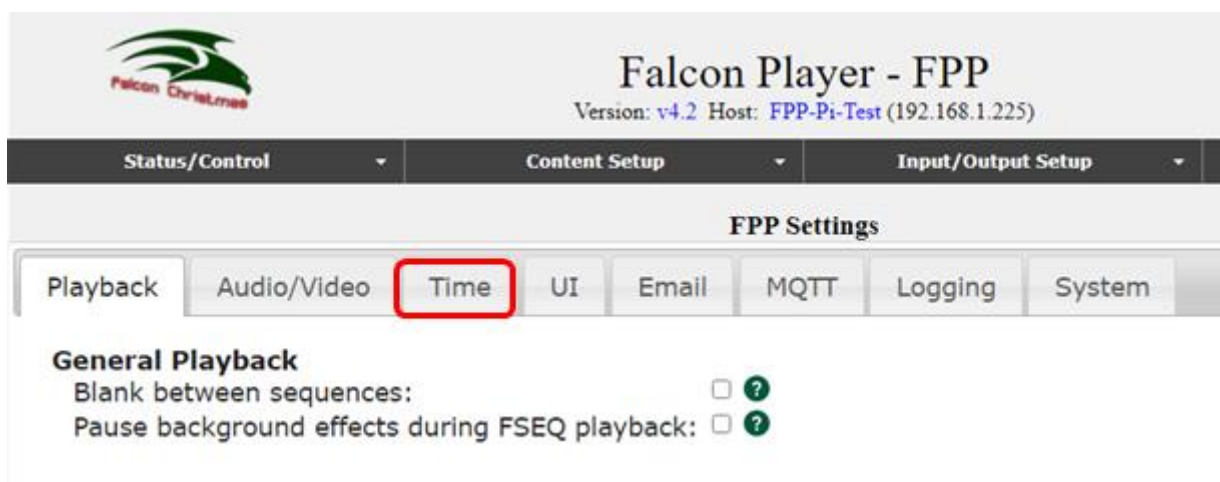 Falcon Christmas
Falcon Player - FPP
Version: v4.2 Host: FPP-Pi-Test (192.168.1.225)
Status/Control Content Setup Input/Output Setup
FPP Settings
Playback Audio/Video Time UI Email MQTT Logging System
General Playback
Blank between sequences: ?
Pause background effects during FSEQ playback: ?